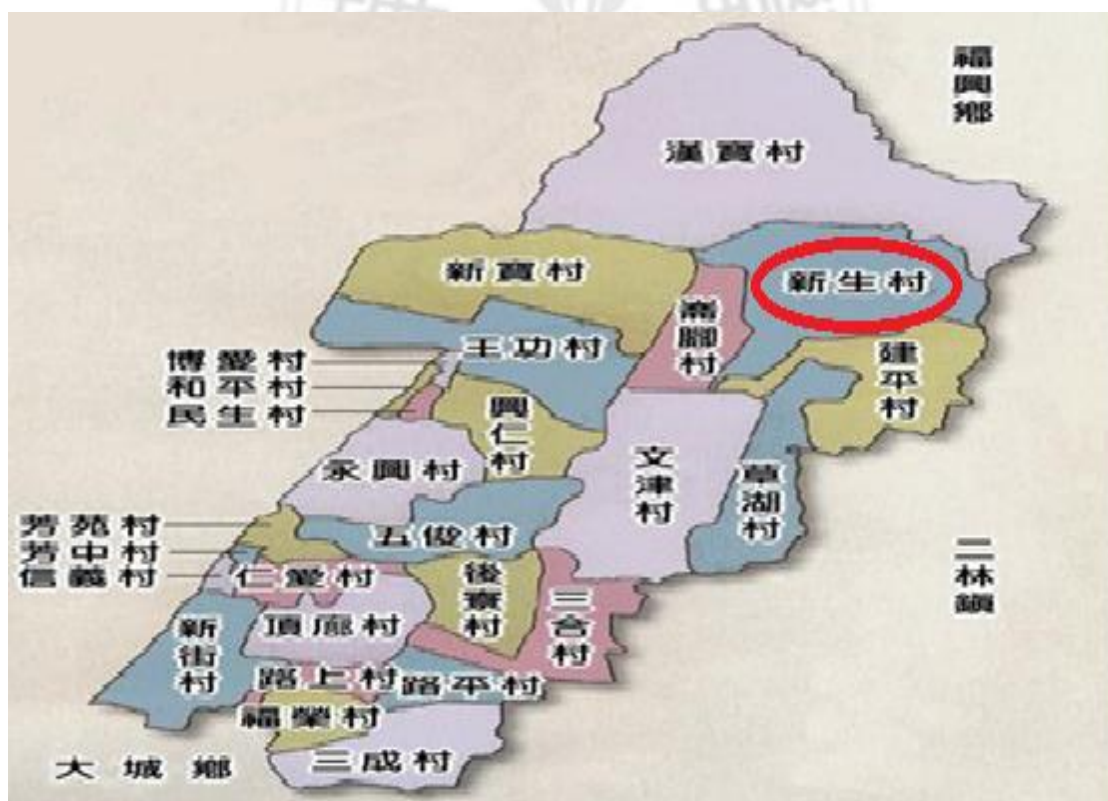 福興鄉
漢寶村
新寶村
新生村
崙腳村
建平村
王功村
博愛村
和平村
民生村
興仁村
永興村
文津村
草湖村
芳苑村
芳中村
信義村
五俊村
仁愛村
後寮村
三合村
二林鎮
新街村
頂廍村
路上村
路平村
福榮村
三成村
大城鄉